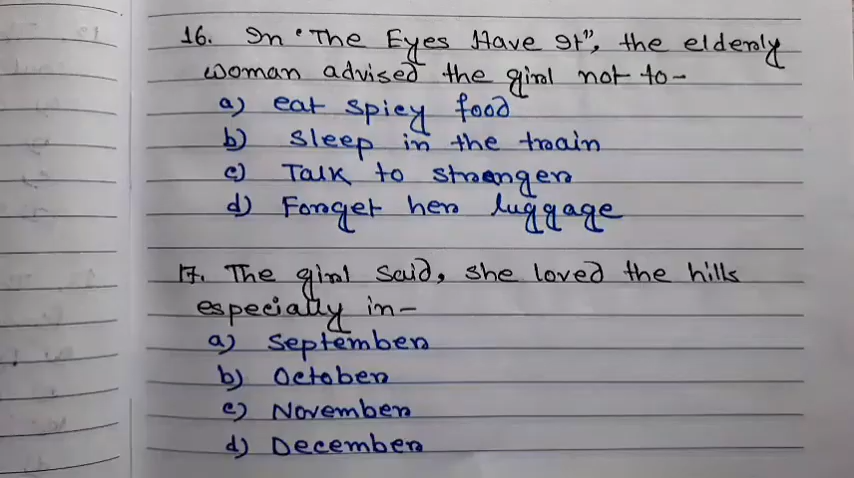 16. In "The Eyes Have It", the elderly
woman advised the girl not to-
a) eat spicy food
b) sleep in the train
c) Talk to stranger
d) Forget her luggage
17. The girl said, she loved the hills
especially in-
a) September
b) October
c) November
d) December